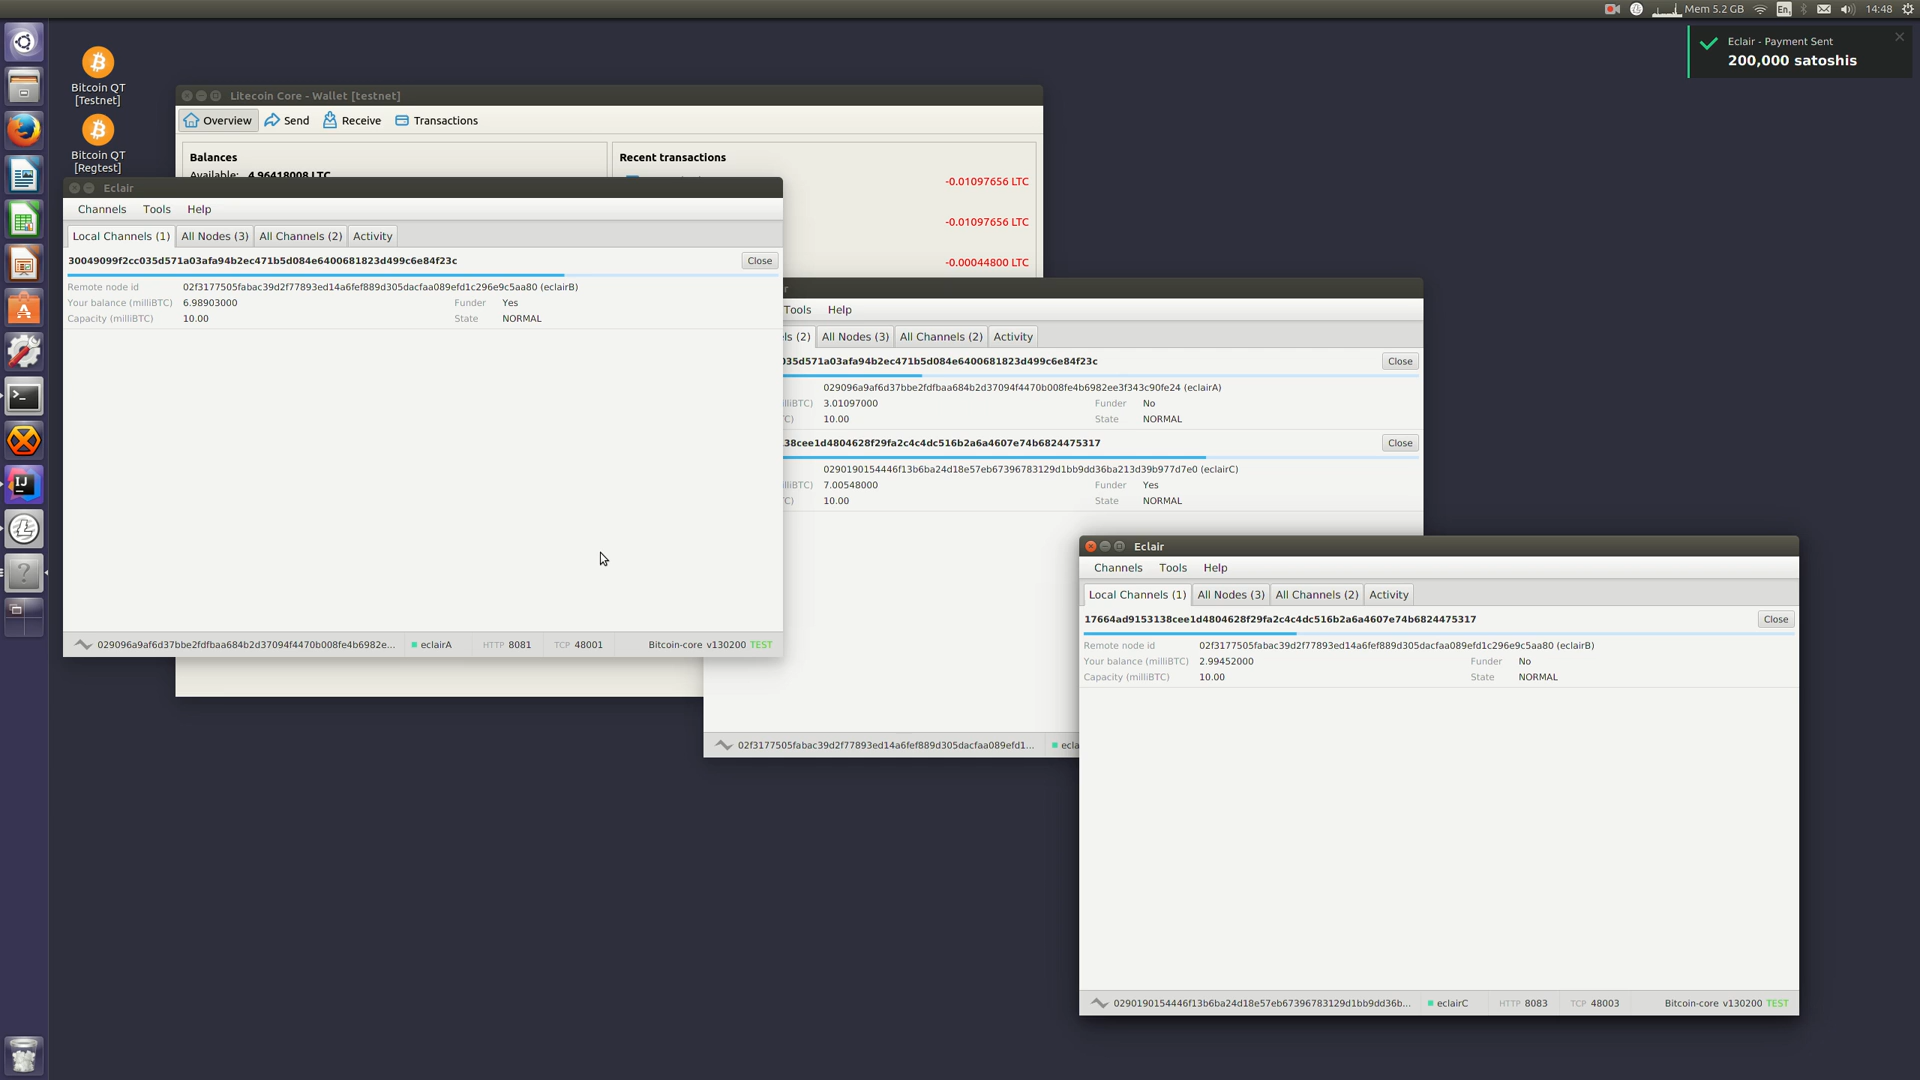 Mem 5.2 GB
En
14:48
Eclair - Payment Sent
200,000 satoshis
Bitcoin QT
[Testnet]
Bitcoin QT
[Regtest]
Litecoin Core - Wallet [testnet]
Overview
Send
Receive
Transactions
Balances
Available: 4.96418008 LTC
Recent transactions
-0.01097656 LTC
-0.01097656 LTC
-0.00044800 LTC
Eclair
Channels Tools Help
Local Channels (1) All Nodes (3) All Channels (2) Activity
30049099f2cc035d571a03afa94b2ec471b5d084e6400681823d499c6e84f23c
Close
Remote node id 02f3177505fabac39d2f77893ed14a6fef889d305dacfaa089efd1c296e9c5aa80 (eclairB)
Your balance (milliBTC) 6.98903000 Funder Yes
Capacity (milliBTC) 10.00 State NORMAL
029096a9af6d37bbe2fdfbaa684b2d37094f4470b008fe4b6982e... eclairA HTTP 8081 TCP 48001 Bitcoin-core v130200 TEST
Tools Help
ls (2) All Nodes (3) All Channels (2) Activity
035d571a03afa94b2ec471b5d084e6400681823d499c6e84f23c
Close
029096a9af6d37bbe2fdfbaa684b2d37094f4470b008fe4b6982ee3f343c90fe24 (eclairA)
illiBTC) 3.01097000 Funder No
C) 10.00 State NORMAL
38cee1d4804628f29fa2c4c4dc516b2a6a4607e74b6824475317
Close
0290190154446f13b6ba24d18e57eb67396783129d1bb9dd36ba213d39b977d7e0 (eclairC)
illiBTC) 7.00548000 Funder Yes
C) 10.00 State NORMAL
02f3177505fabac39d2f77893ed14a6fef889d305dacfaa089efd1... ecla
Eclair
Channels Tools Help
Local Channels (1) All Nodes (3) All Channels (2) Activity
17664ad9153138cee1d4804628f29fa2c4c4dc516b2a6a4607e74b6824475317
Close
Remote node id 02f3177505fabac39d2f77893ed14a6fef889d305dacfaa089efd1c296e9c5aa80 (eclairB)
Your balance (milliBTC) 2.99452000 Funder No
Capacity (milliBTC) 10.00 State NORMAL
0290190154446f13b6ba24d18e57eb67396783129d1bb9dd36b... eclairC HTTP 8083 TCP 48003 Bitcoin-core v130200 TEST